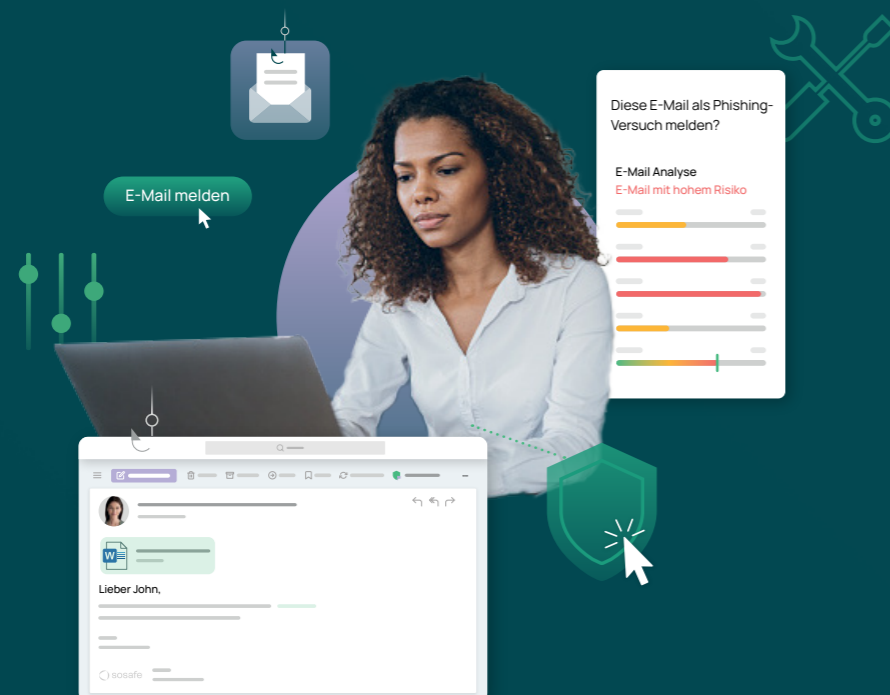 Diese E-Mail als Phishing-
Versuch melden?
E-Mail Analyse
E-Mail mit hohem Risiko
E-Mail melden
W
Lieber John,
sosafe